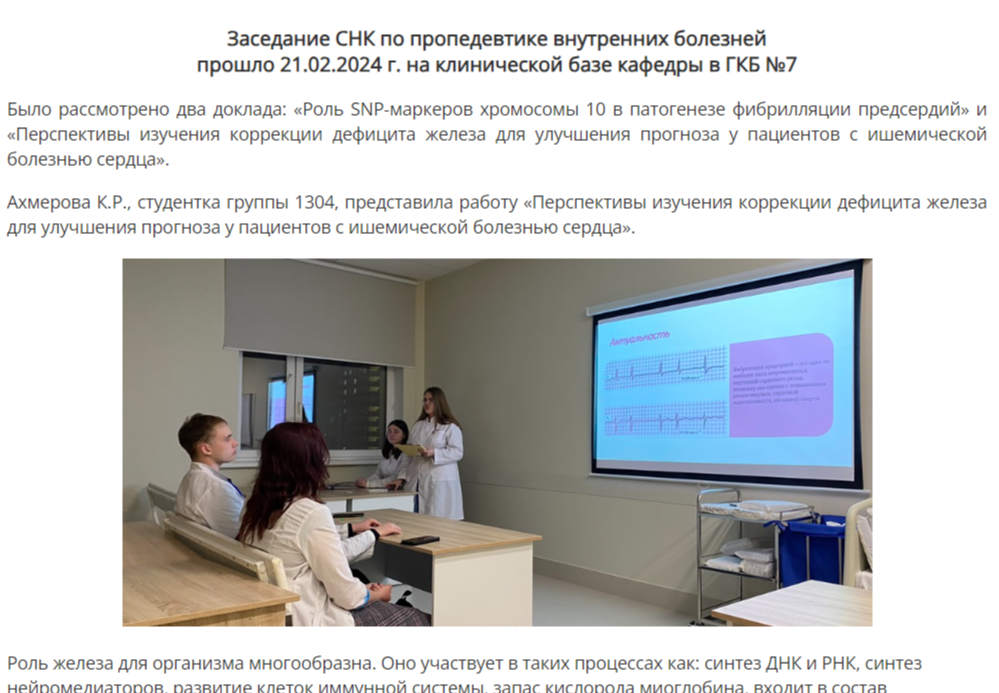 Заседание СНК по пропедевтике внутренних болезней
прошло 21.02.2024 г. на клинической базе кафедры в ГКБ №7
Было рассмотрено два доклада: «Роль SNP-маркеров хромосомы 10 в патогенезе фибрилляции предсердий» и
«Перспективы изучения коррекции дефицита железа для улучшения прогноза у пациентов с ишемической
болезнью сердца».
Ахмерова К.Р., студентка группы 1304, представила работу «Перспективы изучения коррекции дефицита железа
для улучшения прогноза у пациентов с ишемической болезнью сердца».
Актуальность
Роль железа для организма многообразна. Оно участвует в таких процессах как: синтез ДНК и РНК, синтез
нейромедиаторов, развитие клеток иммунной системы, запас кислорода миоглобина, входит в состав